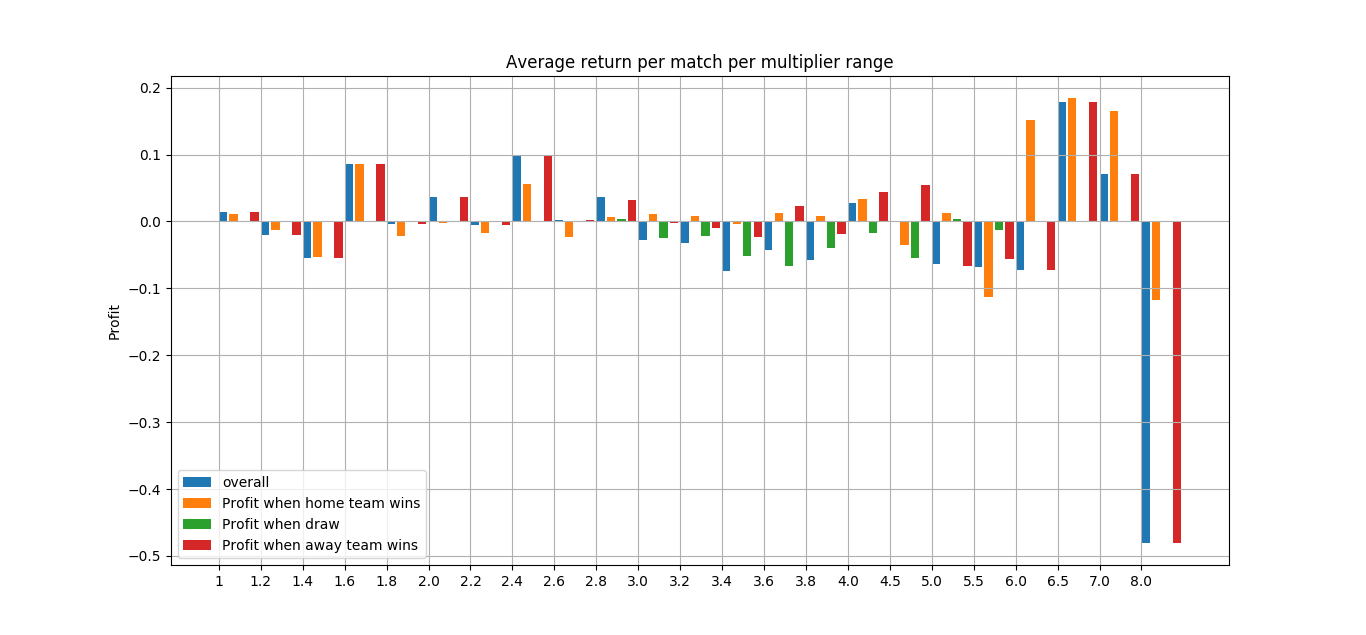 Average return per match per multiplier range
Profit
0.2
0.1
0.0
−0.1
−0.2
−0.3
−0.4
−0.5
overall
Profit when home team wins
Profit when draw
Profit when away team wins
1 1.2 1.4 1.6 1.8 2.0 2.2 2.4 2.6 2.8 3.0 3.2 3.4 3.6 3.8 4.0 4.5 5.0 5.5 6.0 6.5 7.0 8.0